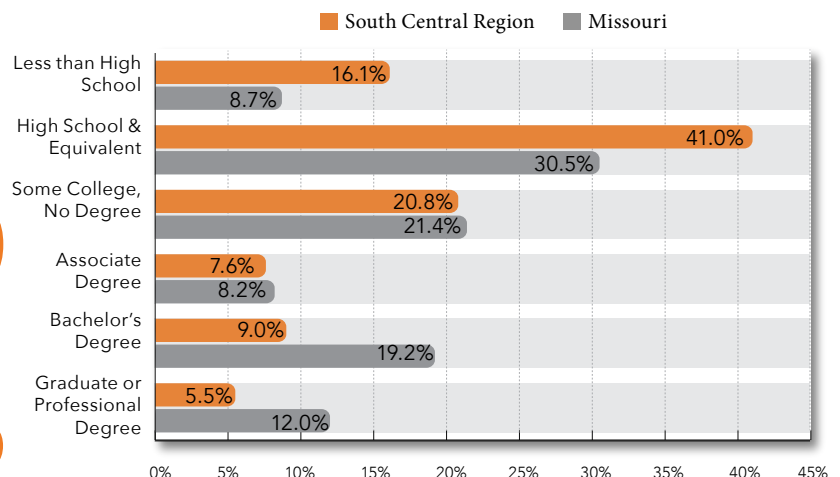 South Central Region Missouri
Less than High
School
16.1%
8.7%
High School &
Equivalent
41.0%
30.5%
Some College,
No Degree
20.8%
21.4%
Associate
Degree
7.6%
8.2%
Bachelor's
Degree
9.0%
19.2%
Graduate or
Professional
Degree
5.5%
12.0%
0% 5% 10% 15% 20% 25% 30% 35% 40% 45%